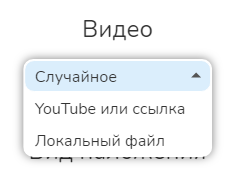 Видео
Случайное
YouTube или ссылка
Локальный файл